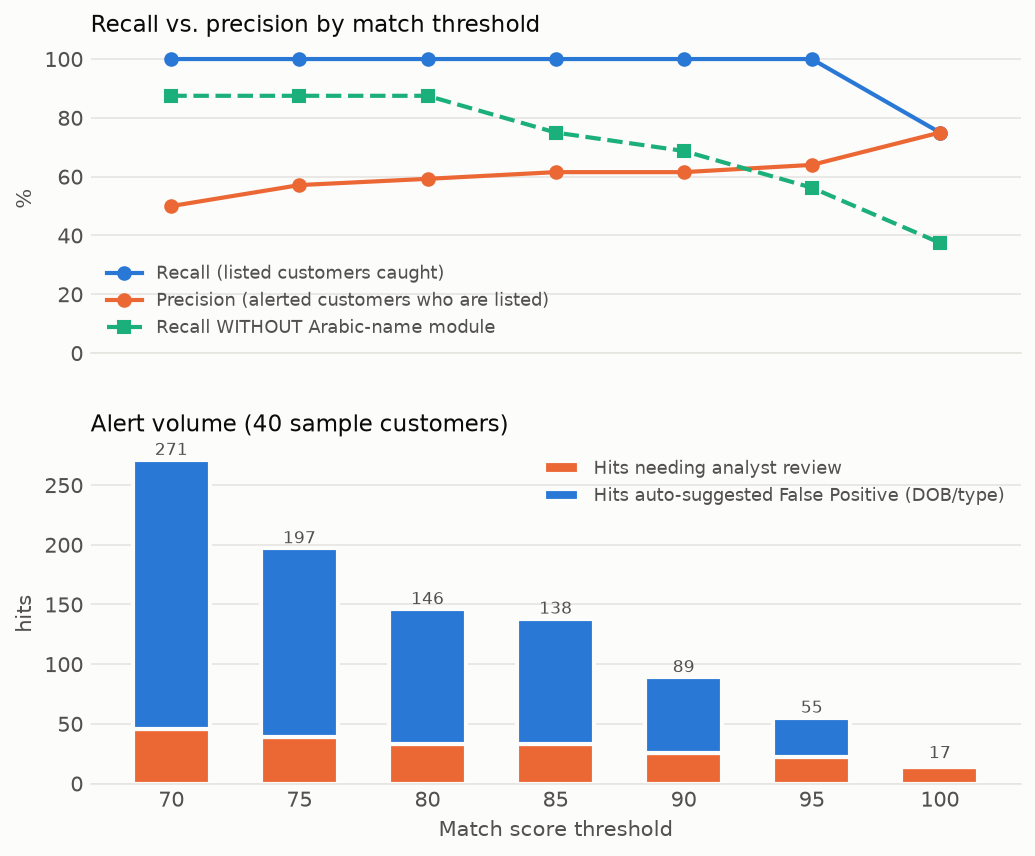 Recall vs. precision by match threshold
100
80
60
40
20
0
%
Recall (listed customers caught)
Precision (alerted customers who are listed)
Recall WITHOUT Arabic-name module
Alert volume (40 sample customers)
271
197
146
138
89
55
17
Hits needing analyst review
Hits auto-suggested False Positive (DOB/type)
250
200
150
100
50
0
hits
70 75 80 85 90 95 100
Match score threshold